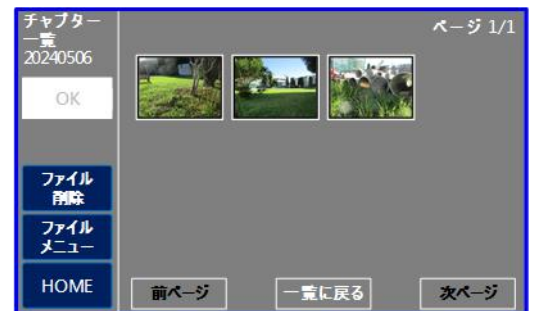 チャプター
一覧
20240506
ページ 1/1
OK
ファイル
削除
ファイル
メニュー
HOME
前ページ
一覧に戻る
次ページ